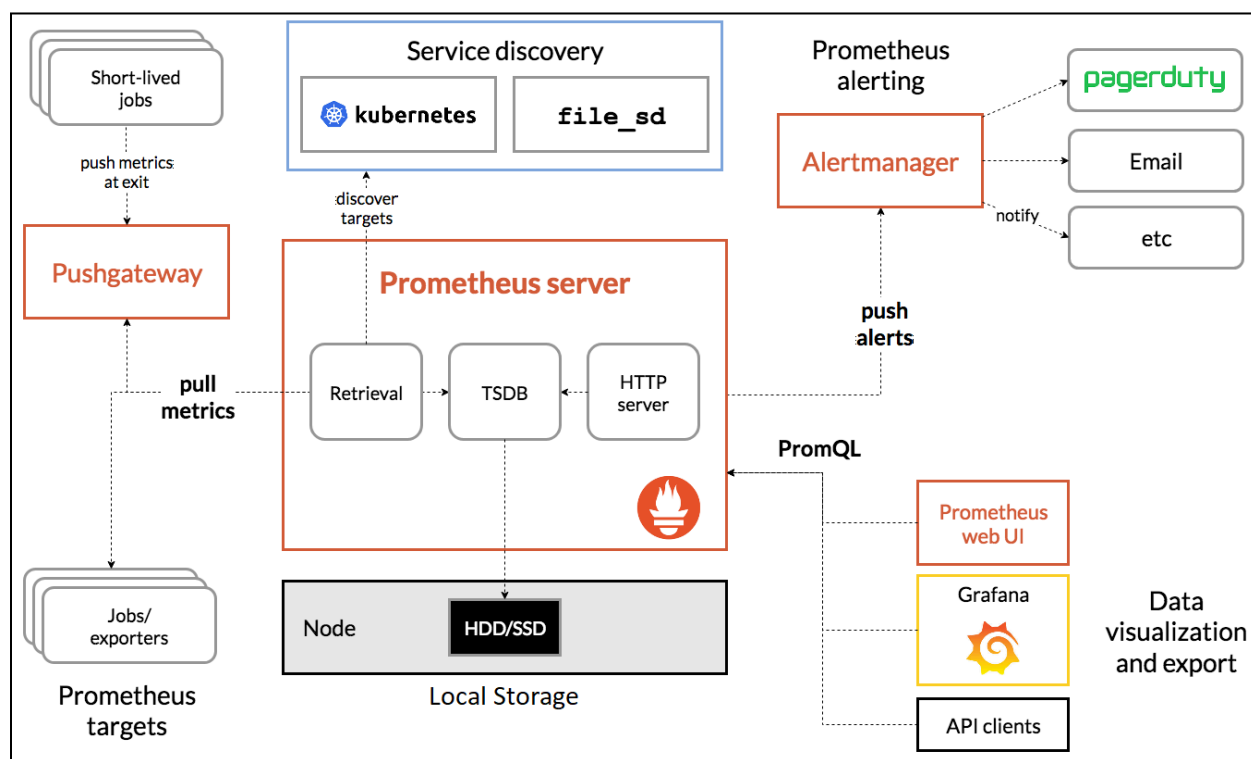 Short-lived
jobs
push metrics
at exit
Pushgateway
pull
metrics
Jobs/
exporters
Prometheus
targets
Service discovery
kubernetes
file_sd
discover
targets
Prometheus server
Retrieval
TSDB
HTTP
server
Node
HDD/SSD
Local Storage
Prometheus
alerting
Alertmanager
pagerduty
Email
notify
etc
push
alerts
PromQL
Prometheus
web UI
Grafana
API clients
Data
visualization
and export